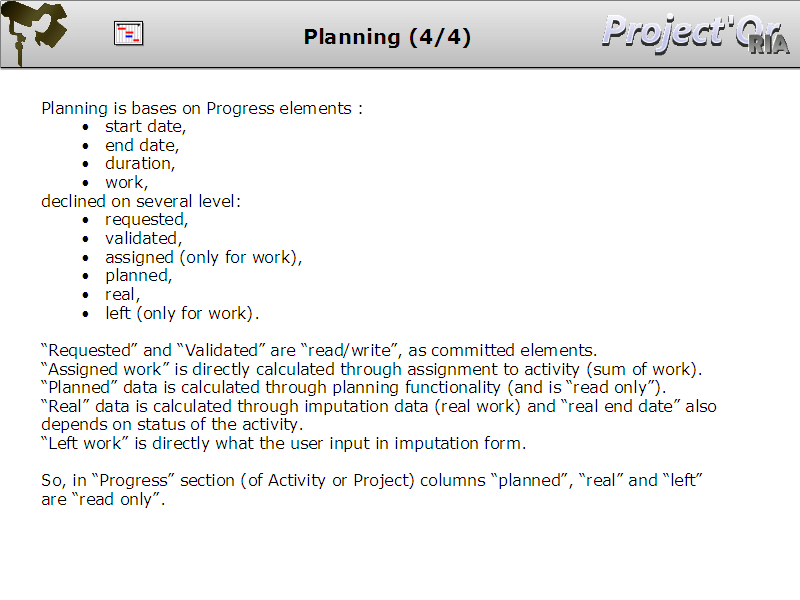 Planning (4/4)
Project'Or
RIA
Planning is bases on Progress elements :
• start date,
• end date,
• duration,
• work,
declined on several level:
• requested,
• validated,
• assigned (only for work),
• planned,
• real,
• left (only for work).
“Requested” and “Validated” are “read/write”, as committed elements.
“Assigned work” is directly calculated through assignment to activity (sum of work).
“Planned” data is calculated through planning functionality (and is “read only”).
“Real” data is calculated through imputation data (real work) and “real end date” also
depends on status of the activity.
“Left work” is directly what the user input in imputation form.
So, in “Progress” section (of Activity or Project) columns “planned”, “real” and “left”
are “read only”.